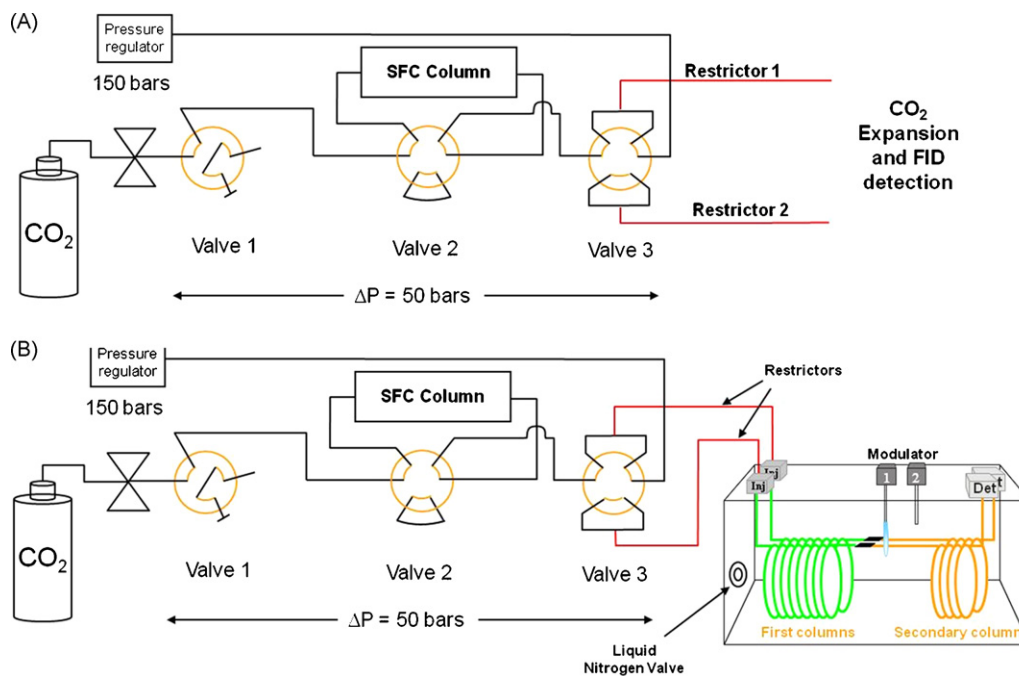 (A)
Pressure
regulator
150 bars
SFC Column
Restrictor 1
CO2
Expansion
and FID
detection
Restrictor 2
CO2
Valve 1
Valve 2
Valve 3
ΔP = 50 bars
(B)
Pressure
regulator
150 bars
SFC Column
Restrictors
Modulator
1
2
Inj
Inj
Det
t
CO2
Valve 1
Valve 2
Valve 3
ΔP = 50 bars
First columns
Secondary column
Liquid
Nitrogen Valve